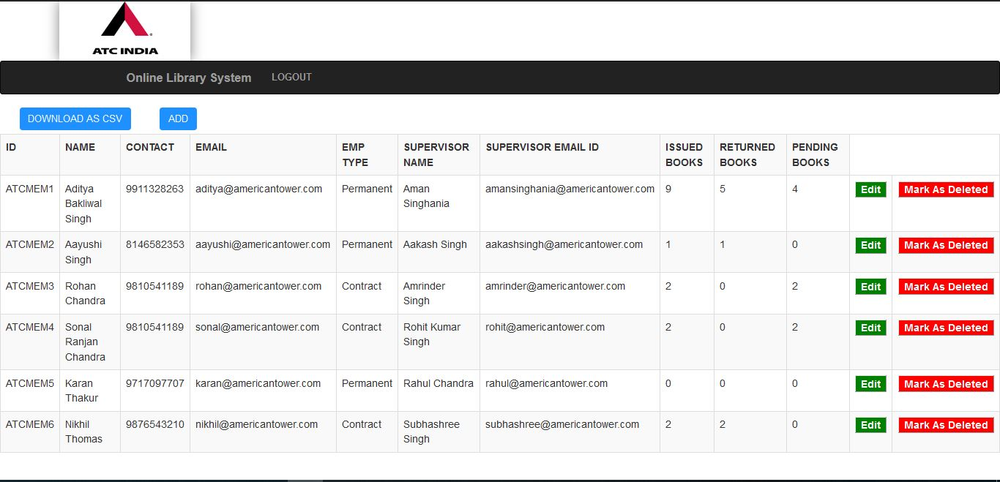 ATC INDIA
Online Library System LOGOUT
DOWNLOAD AS CSV ADD
ID NAME CONTACT EMAIL EMP TYPE SUPERVISOR NAME SUPERVISOR EMAIL ID ISSUED BOOKS RETURNED BOOKS PENDING BOOKS
ATCMEM1 Aditya Bakliwal Singh 9911328263 aditya@americantower.com Permanent Aman Singhania amansinghania@americantower.com 9 5 4 Edit Mark As Deleted
ATCMEM2 Aayushi Singh 8146582353 aayushi@americantower.com Permanent Aakash Singh aakashsingh@americantower.com 1 1 0 Edit Mark As Deleted
ATCMEM3 Rohan Chandra 9810541189 rohan@americantower.com Contract Amrinder Singh amrinder@americantower.com 2 0 2 Edit Mark As Deleted
ATCMEM4 Sonal Ranjan Chandra 9810541189 sonal@americantower.com Contract Rohit Kumar Singh rohit@americantower.com 2 0 2 Edit Mark As Deleted
ATCMEM5 Karan Thakur 9717097707 karan@americantower.com Permanent Rahul Chandra rahul@americantower.com 0 0 0 Edit Mark As Deleted
ATCMEM6 Nikhil Thomas 9876543210 nikhil@americantower.com Contract Subhashree Singh subhashree@americantower.com 2 2 0 Edit Mark As Deleted